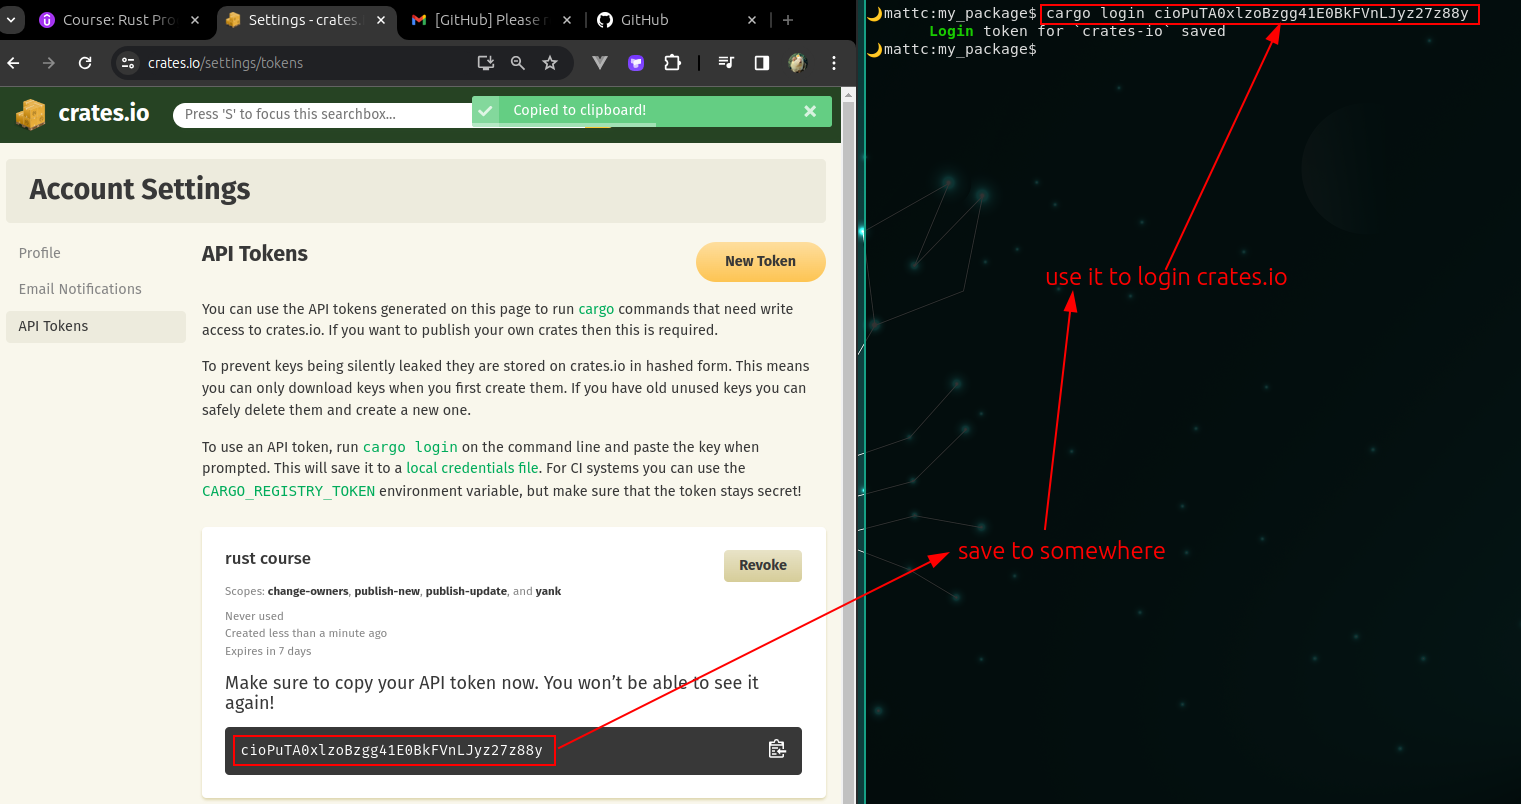 Course: Rust Pro
Settings - crates.
[GitHub] Please r
GitHub
crates.io/settings/tokens
crates.io
Press 'S' to focus this searchbox...
Copied to clipboard!
Account Settings
Profile
Email Notifications
API Tokens
API Tokens
New Token
You can use the API tokens generated on this page to run cargo commands that need write
access to crates.io. If you want to publish your own crates then this is required.
To prevent keys being silently leaked they are stored on crates.io in hashed form. This means
you can only download keys when you first create them. If you have old unused keys you can
safely delete them and create a new one.
To use an API token, run cargo login on the command line and paste the key when
prompted. This will save it to a local credentials file. For CI systems you can use the
CARGO_REGISTRY_TOKEN environment variable, but make sure that the token stays secret!
rust course
Revoke
Scopes: change-owners, publish-new, publish-update, and yank
Never used
Created less than a minute ago
Expires in 7 days
Make sure to copy your API token now. You won't be able to see it
again!
cioPuTA0xlzoBzgg41E0BkFVnLJyz27z88y
mattc:my_package$ cargo login cioPuTA0xlzoBzgg41E0BkFVnLJyz27z88y
Login token for `crates-io` saved
mattc:my_package$
use it to login crates.io
save to somewhere